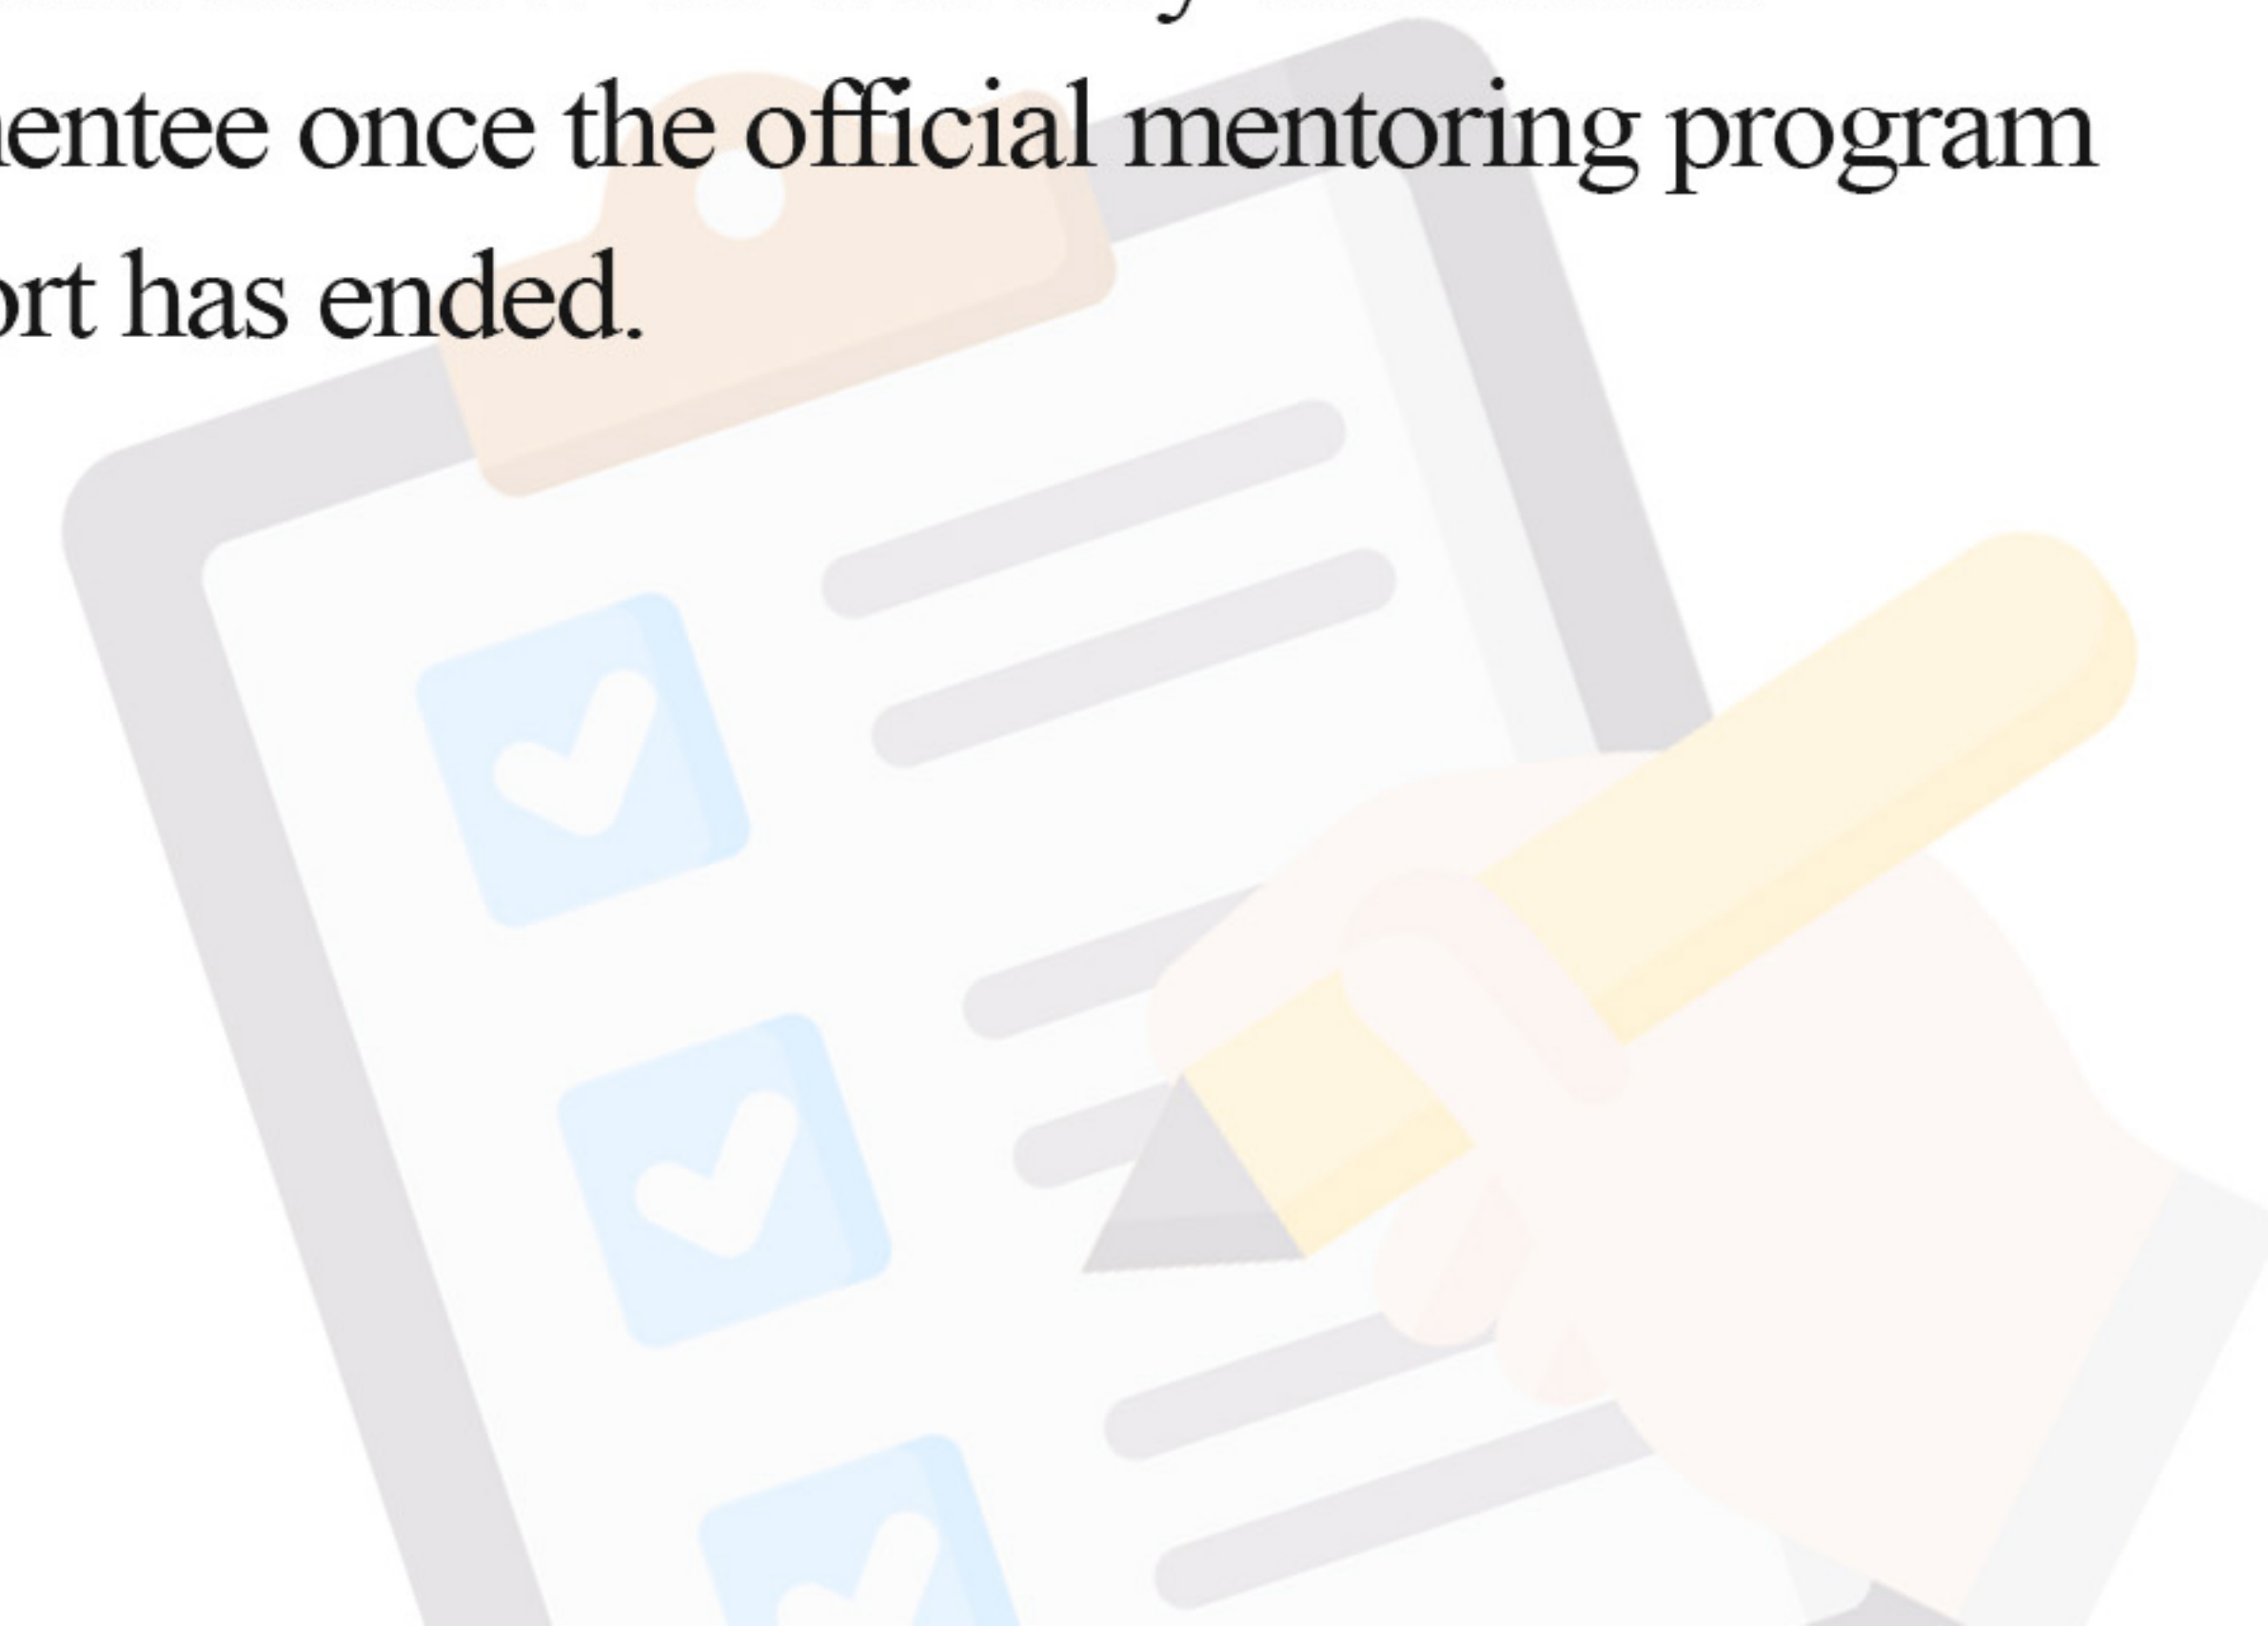 entee once the official mentoring program
ort has ended.